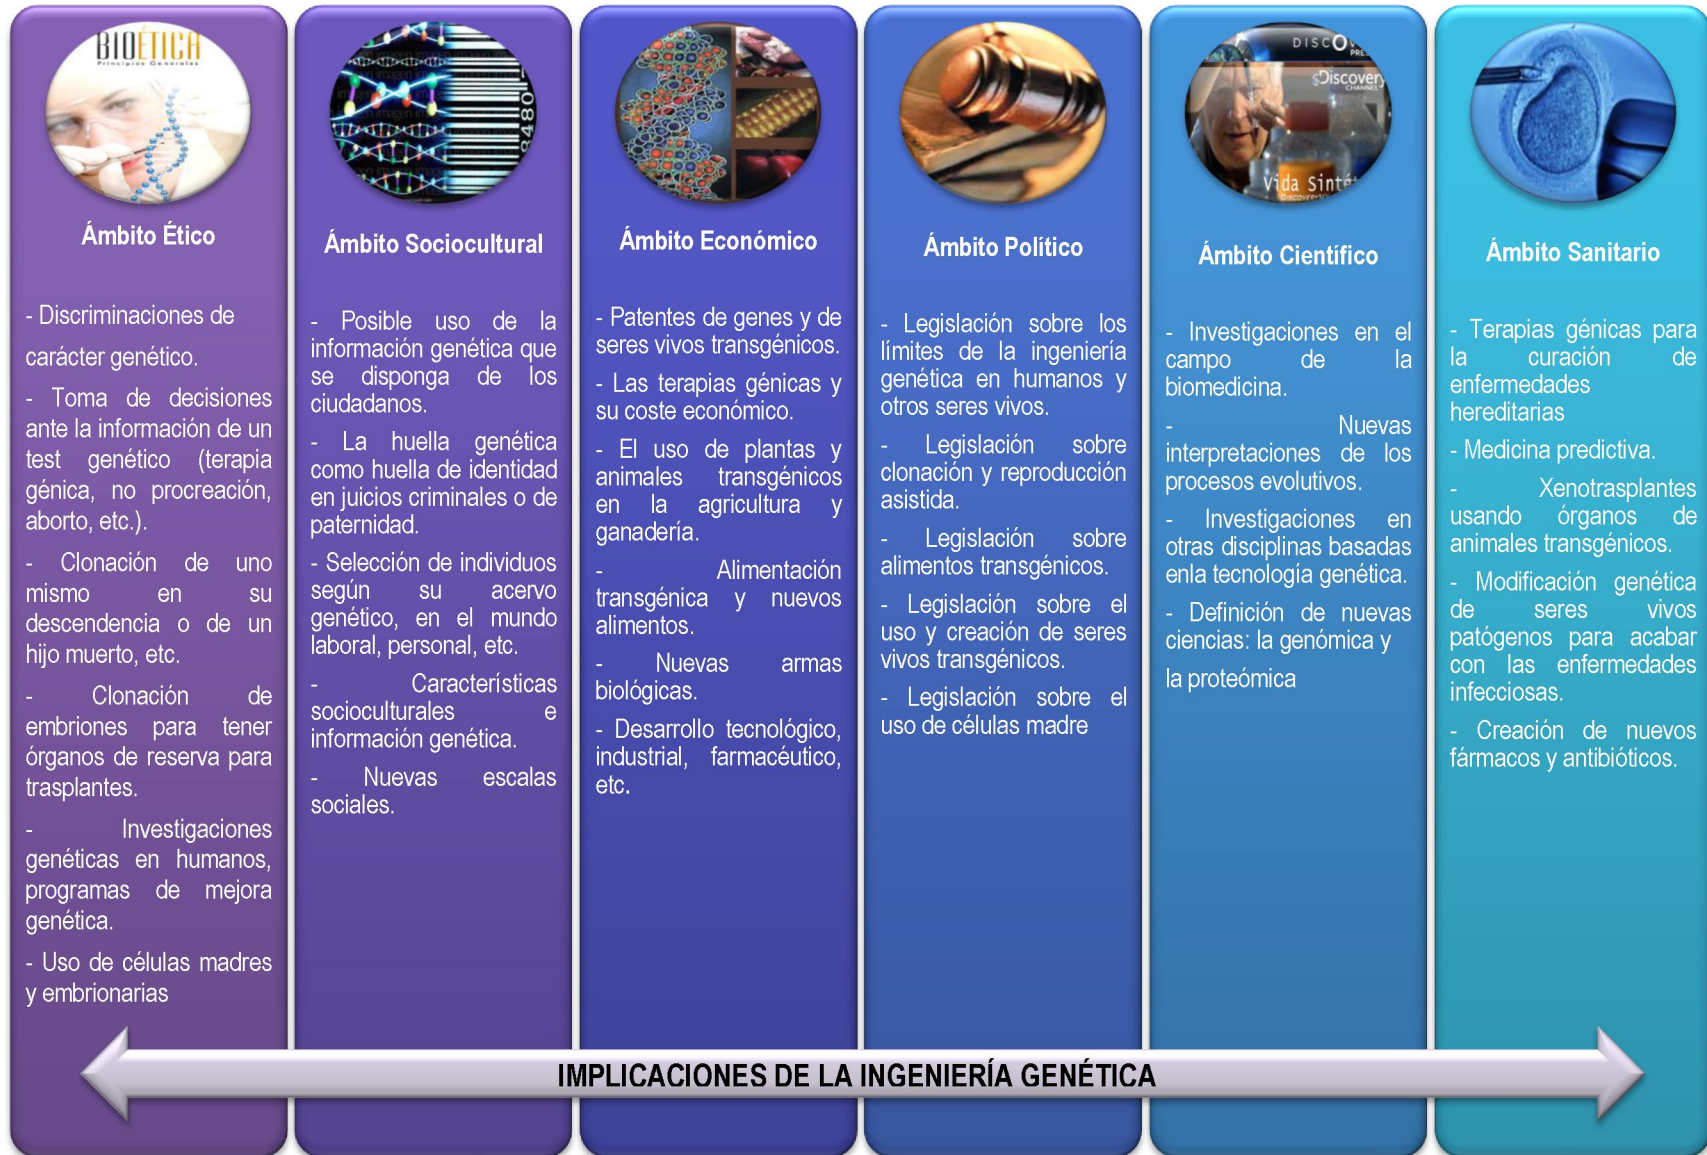 BIOÉTICA
Principios Generales
Ámbito Ético
- Discriminaciones de
carácter genético.
- Toma de decisiones
ante la información de un
test genético (terapia
génica, no procreación,
aborto, etc.).
- Clonación de uno
mismo en su
descendencia o de un
hijo muerto, etc.
- Clonación de
embriones para tener
órganos de reserva para
trasplantes.
- Investigaciones
genéticas en humanos,
programas de mejora
genética.
- Uso de células madres
y embrionarias
Ámbito Sociocultural
- Posible uso de la
información genética que
se disponga de los
ciudadanos.
- La huella genética
como huella de identidad
en juicios criminales o de
paternidad.
- Selección de individuos
según su acervo
genético, en el mundo
laboral, personal, etc.
- Características
socioculturales e
información genética.
- Nuevas escalas
sociales.
Ámbito Económico
- Patentes de genes y de
seres vivos transgénicos.
- Las terapias génicas y
su coste económico.
- El uso de plantas y
animales transgénicos
en la agricultura y
ganadería.
- Alimentación
transgénica y nuevos
alimentos.
- Nuevas armas
biológicas.
- Desarrollo tecnológico,
industrial, farmacéutico,
etc.
Ámbito Político
- Legislación sobre los
límites de la ingeniería
genética en humanos y
otros seres vivos.
- Legislación sobre
clonación y reproducción
asistida.
- Legislación sobre
alimentos transgénicos.
- Legislación sobre el
uso y creación de seres
vivos transgénicos.
- Legislación sobre el
uso de células madre
Discovery
CHANNEL
Vida
Ámbito Científico
- Investigaciones en el
campo de la
biomedicina.
- Nuevas
interpretaciones de los
procesos evolutivos.
- Investigaciones en
otras disciplinas basadas
enla tecnología genética.
- Definición de nuevas
ciencias: la genómica y
la proteómica
Ámbito Sanitario
- Terapias génicas para
la curación de
enfermedades
hereditarias
- Medicina predictiva.
- Xenotrasplantes
usando órganos de
animales transgénicos.
- Modificación genética
de seres vivos
patógenos para acabar
con las enfermedades
infecciosas.
- Creación de nuevos
fármacos y antibióticos.
IMPLICACIONES DE LA INGENIERÍA GENÉTICA